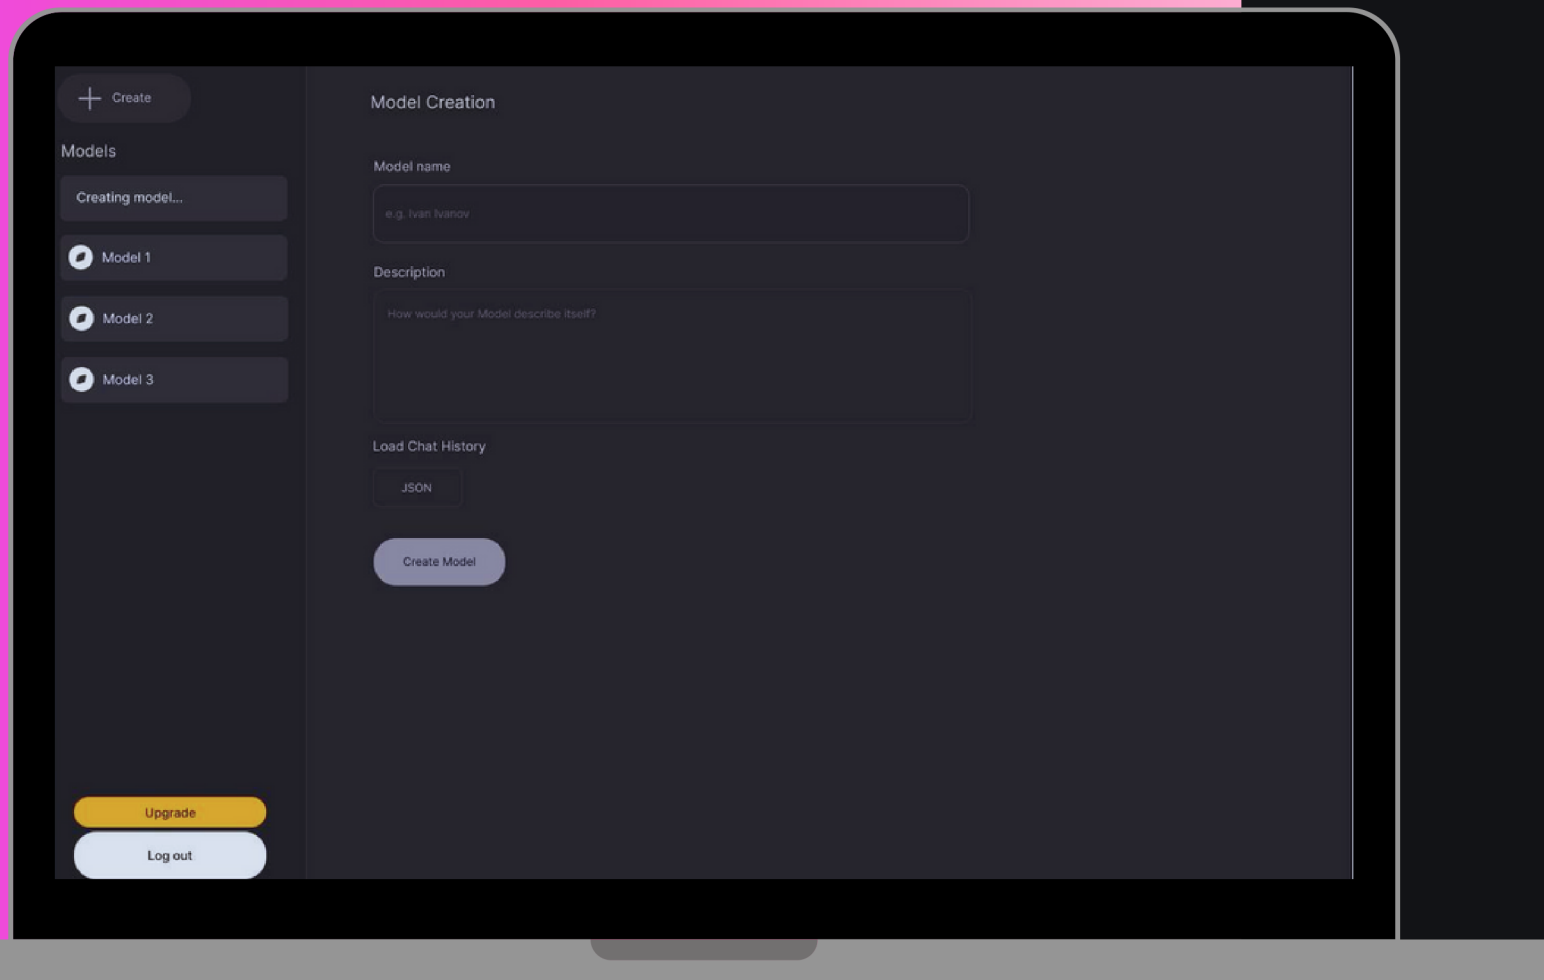 Create
Models
Creating model...
Model 1
Model 2
Model 3
Upgrade
Log out
Model Creation
Model name
e.g. Ivan Ivanov
Description
How would your Model describe itself?
Load Chat History
JSON
Create Model